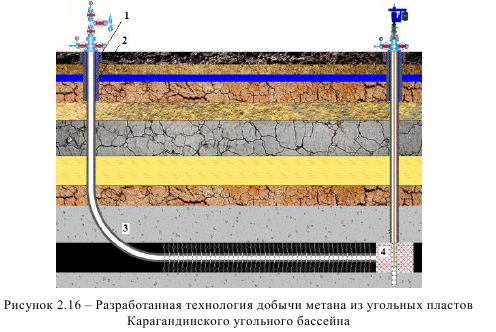 1
2
3
4
Рисунок 2.16 – Разработанная технология добычи метана из угольных пластов
Карагандинского угольного бассейна